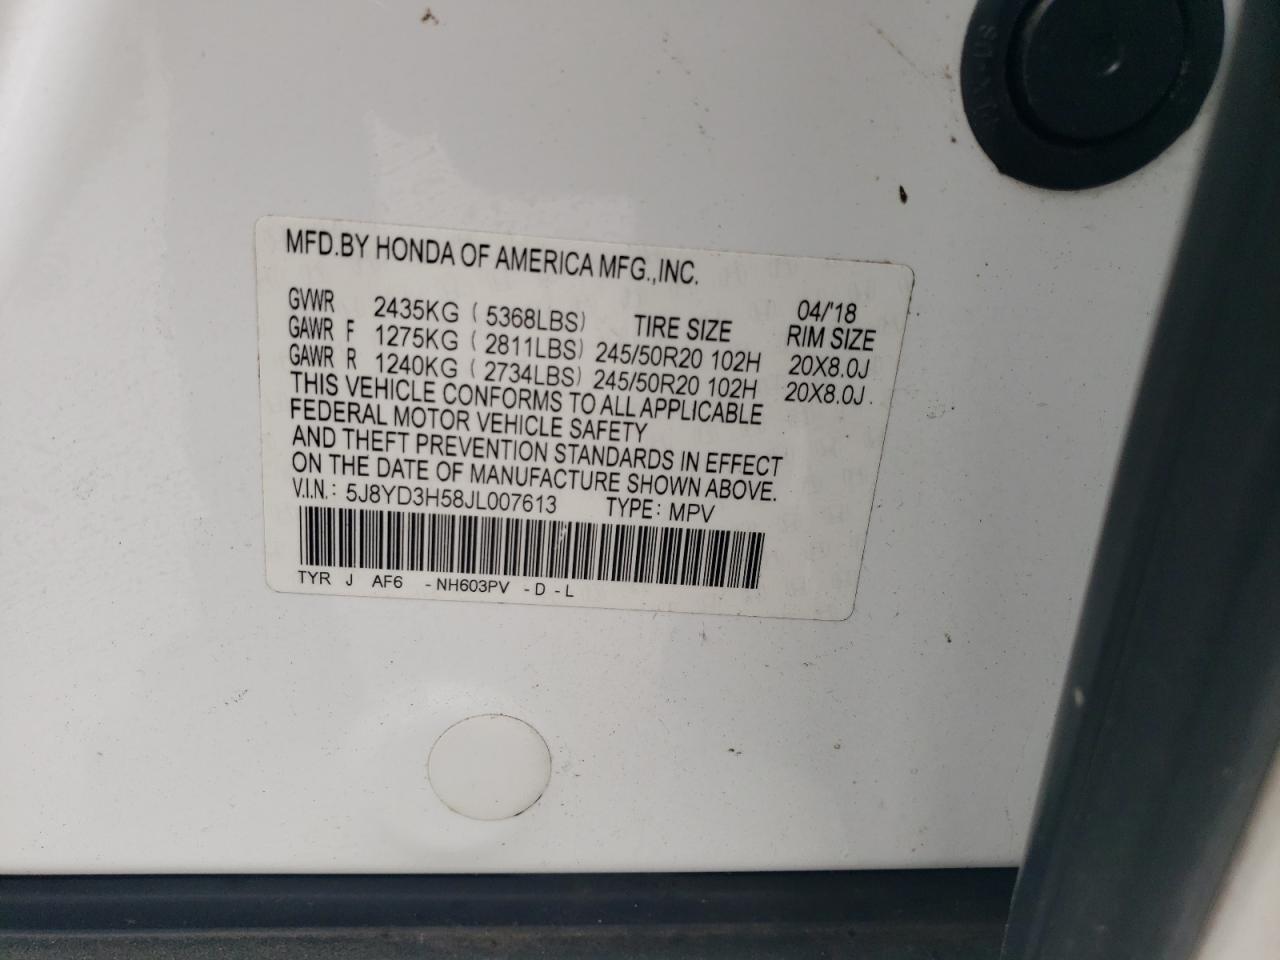 MFD.BY HONDA OF AMERICA MFG.,INC.
04/'18
GVWR 2435KG ( 5368LBS) TIRE SIZE RIM SIZE
GAWR F 1275KG ( 2811LBS) 245/50R20 102H 20X8.0J
GAWR R 1240KG ( 2734LBS) 245/50R20 102H 20X8.0J
THIS VEHICLE CONFORMS TO ALL APPLICABLE
FEDERAL MOTOR VEHICLE SAFETY
AND THEFT PREVENTION STANDARDS IN EFFECT
ON THE DATE OF MANUFACTURE SHOWN ABOVE.
V.I.N.: 5J8YD3H58JL007613 TYPE: MPV
TYR J AF6 -NH603PV -D -L